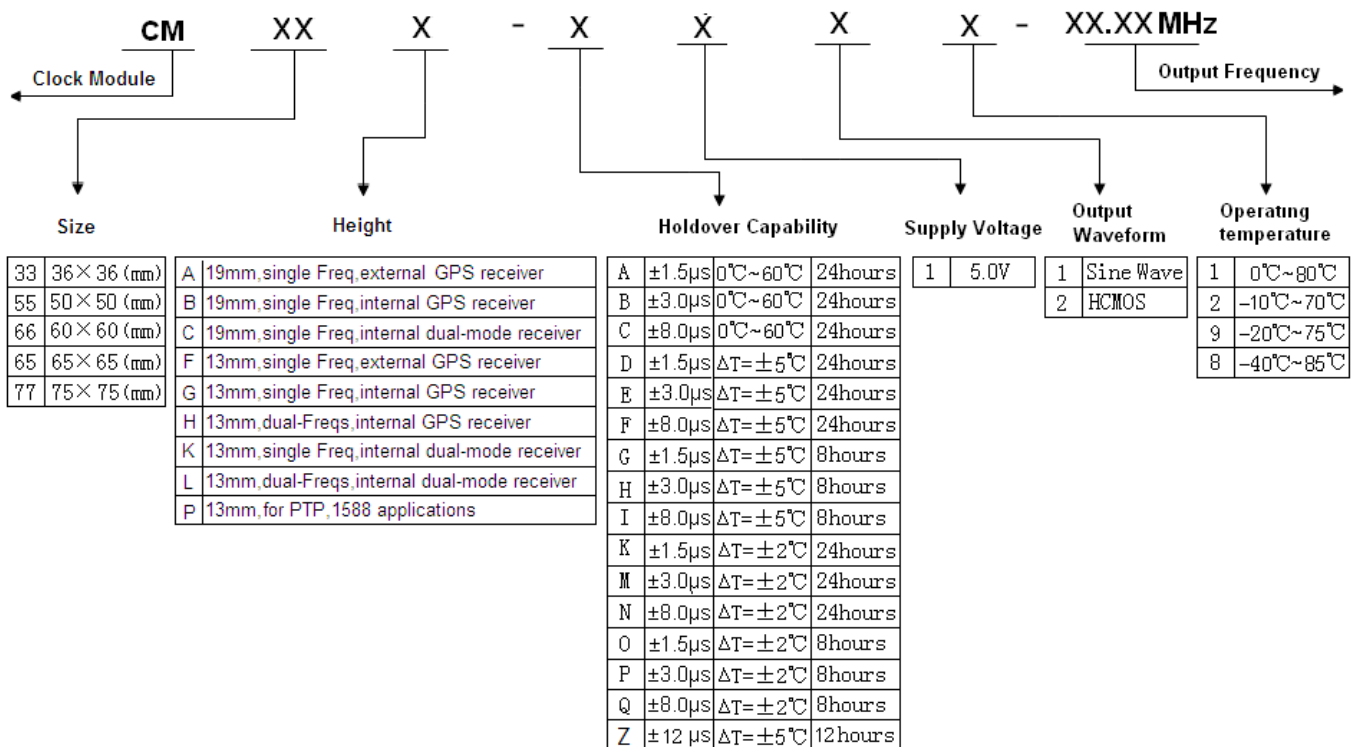 CM XX X - X X X X - XX.XX MHz
Clock Module
Output Frequency
Size
33 36×36(mm)
55 50×50(mm)
66 60×60(mm)
65 65×65(mm)
77 75×75(mm)
Height
A 19mm,single Freq,external GPS receiver
B 19mm,single Freq,internal GPS receiver
C 19mm,single Freq,internal dual-mode receiver
F 13mm,single Freq,external GPS receiver
G 13mm,single Freq,internal GPS receiver
H 13mm,dual-Freqs,internal GPS receiver
K 13mm,single Freq,internal dual-mode receiver
L 13mm,dual-Freqs,internal dual-mode receiver
P 13mm,for PTP,1588 applications
Holdover Capability
A ±1.5μs 0℃~60℃ 24hours
B ±3.0μs 0℃~60℃ 24hours
C ±8.0μs 0℃~60℃ 24hours
D ±1.5μs ΔT=±5℃ 24hours
E ±3.0μs ΔT=±5℃ 24hours
F ±8.0μs ΔT=±5℃ 24hours
G ±1.5μs ΔT=±5℃ 8hours
H ±3.0μs ΔT=±5℃ 8hours
I ±8.0μs ΔT=±5℃ 8hours
K ±1.5μs ΔT=±2℃ 24hours
M ±3.0μs ΔT=±2℃ 24hours
N ±8.0μs ΔT=±2℃ 24hours
O ±1.5μs ΔT=±2℃ 8hours
P ±3.0μs ΔT=±2℃ 8hours
Q ±8.0μs ΔT=±2℃ 8hours
Z ±12 μs ΔT=±5℃ 12hours
Supply Voltage
1 5.0V
Output
Waveform
1 Sine Wave
2 HCMOS
Operating
temperature
1 0℃~80℃
2 -10℃~70℃
9 -20℃~75℃
8 -40℃~85℃